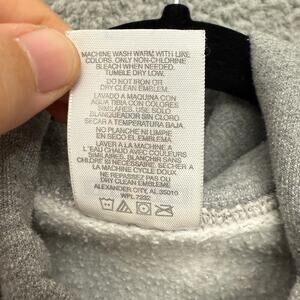 MACHINE WASH WARM WITH LIKE
COLORS. ONLY NON-CHLORINE
BLEACH WHEN NEEDED.
TUMBLE DRY LOW.
DO NOT IRON OR
DRY CLEAN EMBLEM.
LAVADO A MAQUINA CON
AGUA TIBIA CON COLORES
SIMILARES. USE SOLO
BLANQUEADOR SIN CLORO
SECAR A TEMPERATURA BAJA.
NO PLANCHE NI LIMPIE
EN SECO EL EMBLEMA
LAVER A LA MACHINE A
L'EAU CHAUD AVEC COULEURS
SIMILAIRES. BLANCHIR SANS
CHLORE SI NÉCESSAIRE. SECHER
LA MACHINE CYCLE DOUX.
NE REPASSEZ PAS OU
DRY CLEAN EMBLEME.
ALEXANDER CITY, AL 35010
WPL 7332